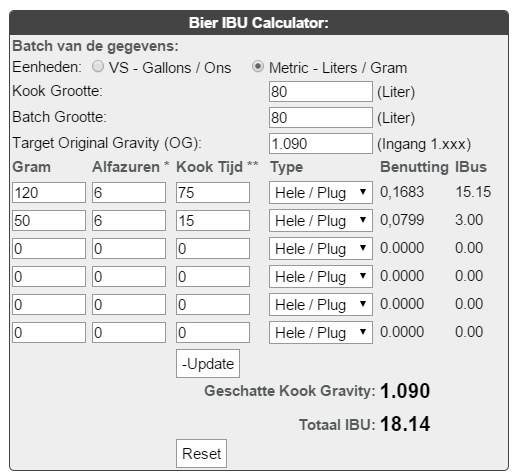 Bier IBU Calculator:
Batch van de gegevens:
Eenheden: VS - Gallons / Ons Metric - Liters / Gram
Kook Grootte: 80 (Liter)
Batch Grootte: 80 (Liter)
Target Original Gravity (OG): 1.090 (Ingang 1.xxx)
Gram Alfazuren * Kook Tijd ** Type Benutting IBus
120 6 75 Hele / Plug 0,1683 15.15
50 6 15 Hele / Plug 0,0799 3.00
0 0 0 Hele / Plug 0.0000 0.00
0 0 0 Hele / Plug 0.0000 0.00
0 0 0 Hele / Plug 0.0000 0.00
0 0 0 Hele / Plug 0.0000 0.00
-Update
Geschatte Kook Gravity: 1.090
Totaal IBU: 18.14
Reset